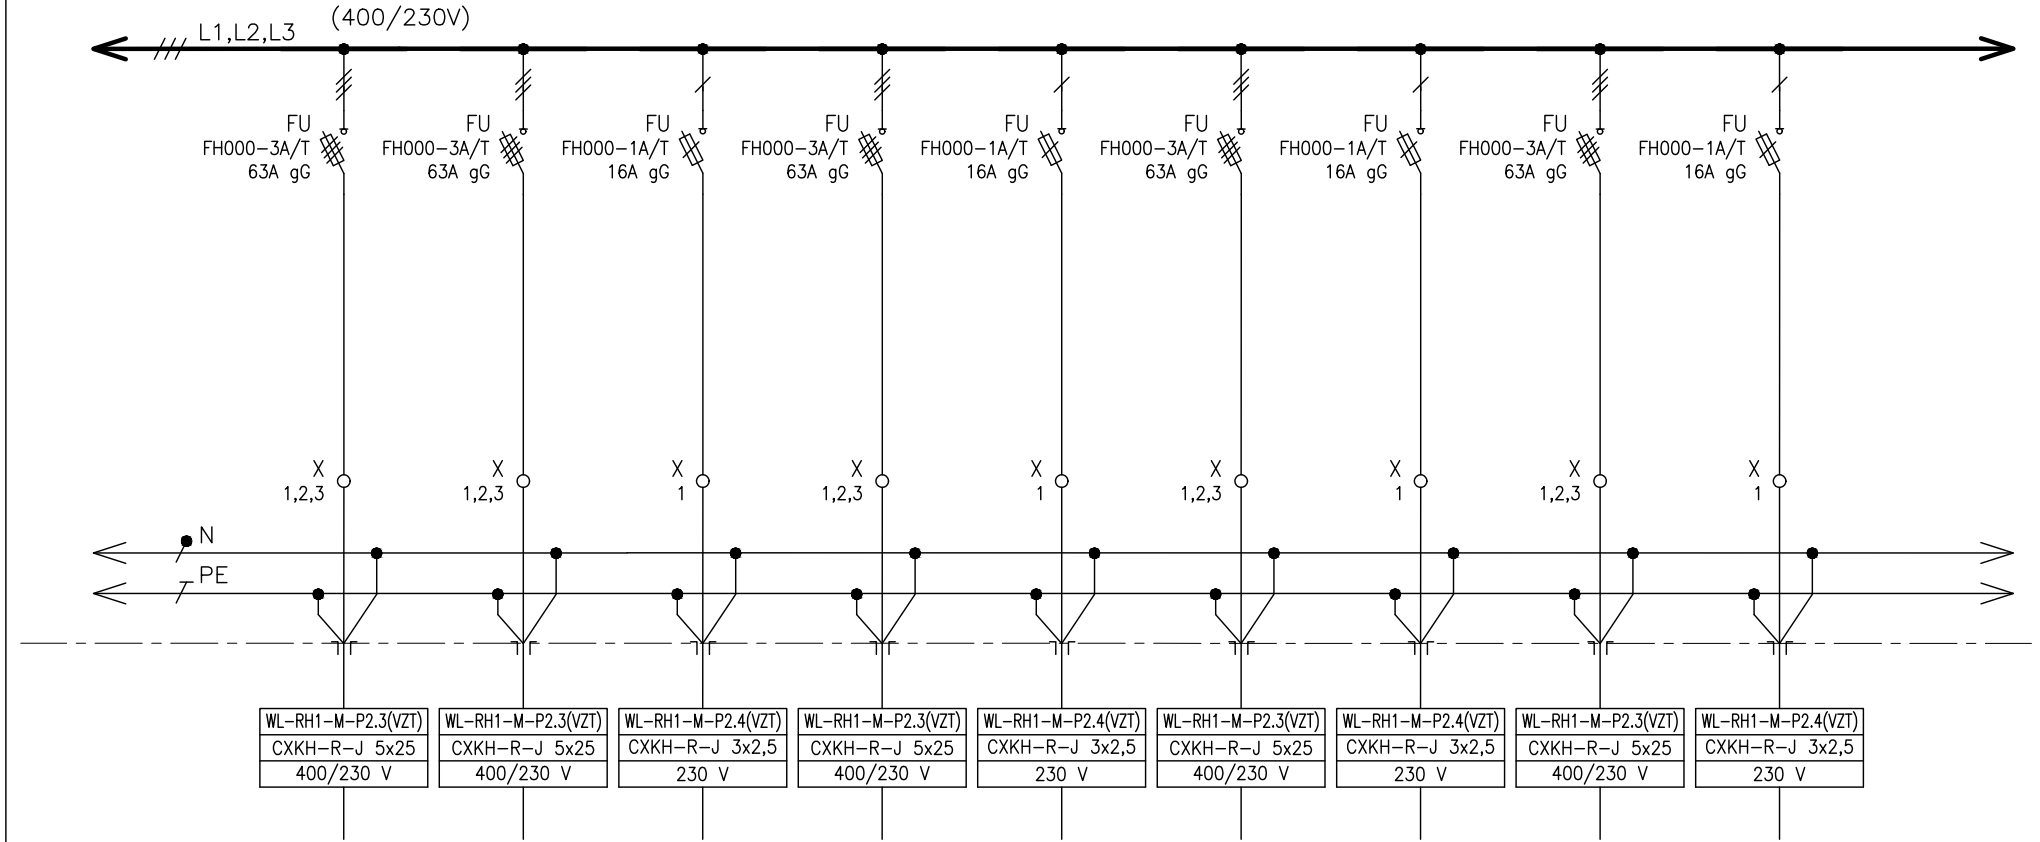 (400/230V)
L1,L2,L3
FU FU FU FU FU FU FU FU FU
FH000-3A/T FH000-3A/T FH000-1A/T FH000-3A/T FH000-1A/T FH000-3A/T FH000-1A/T FH000-3A/T FH000-1A/T
63A gG 63A gG 16A gG 63A gG 16A gG 63A gG 16A gG 63A gG 16A gG
X X X X X X X X X
1,2,3 1,2,3 1 1,2,3 1 1,2,3 1 1,2,3 1
N
PE
WL-RH1-M-P2.3(VZT) WL-RH1-M-P2.3(VZT) WL-RH1-M-P2.4(VZT) WL-RH1-M-P2.3(VZT) WL-RH1-M-P2.4(VZT) WL-RH1-M-P2.3(VZT) WL-RH1-M-P2.4(VZT) WL-RH1-M-P2.3(VZT) WL-RH1-M-P2.4(VZT)
CXKH-R-J 5x25 CXKH-R-J 5x25 CXKH-R-J 3x2,5 CXKH-R-J 5x25 CXKH-R-J 3x2,5 CXKH-R-J 5x25 CXKH-R-J 3x2,5 CXKH-R-J 5x25 CXKH-R-J 3x2,5
400/230 V 400/230 V 230 V 400/230 V 230 V 400/230 V 230 V 400/230 V 230 V